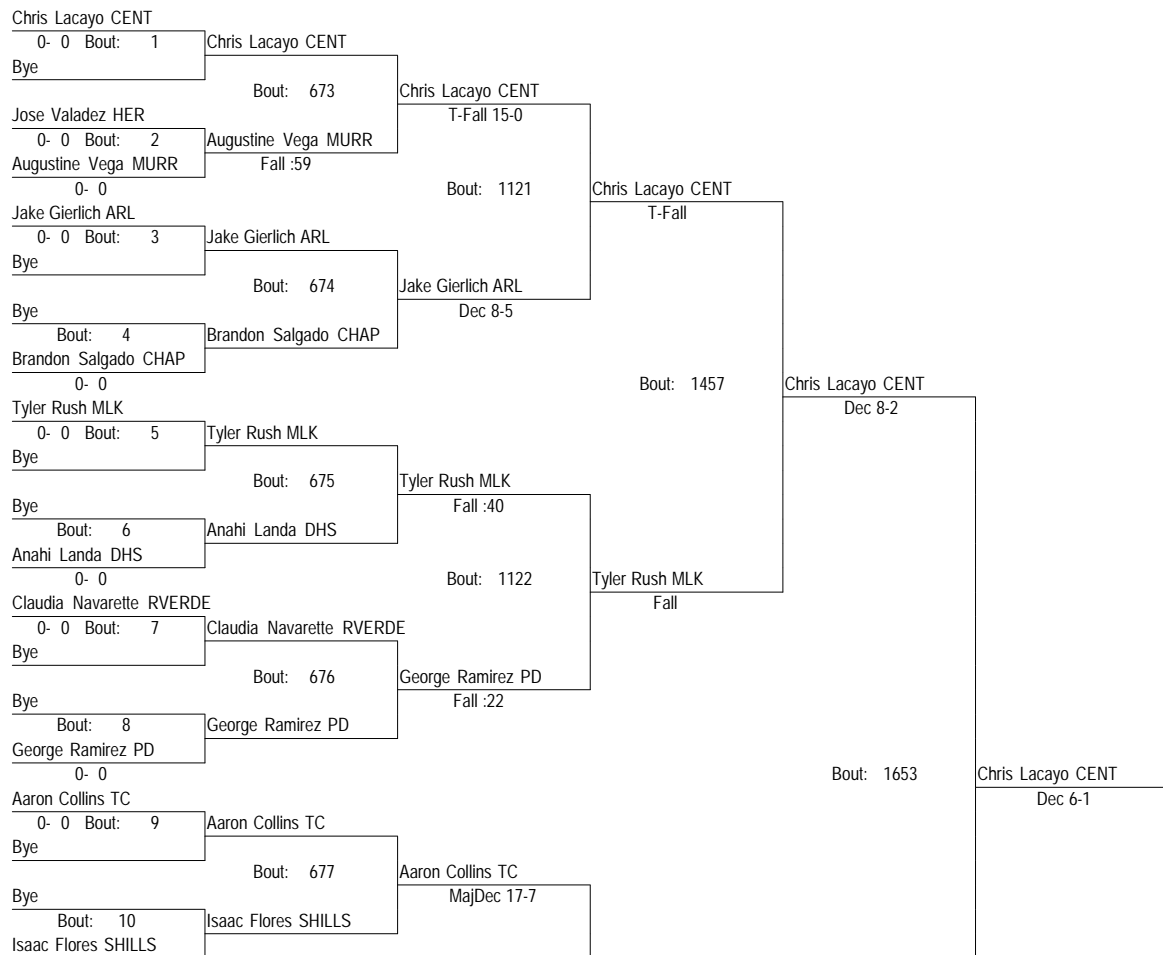 Chris Lacayo CENT
0- 0 Bout: 1
Chris Lacayo CENT
Bye
Bout: 673
Chris Lacayo CENT
T-Fall 15-0
Jose Valadez HER
0- 0 Bout: 2
Augustine Vega MURR
Augustine Vega MURR
Fall :59
0- 0
Bout: 1121
Chris Lacayo CENT
T-Fall
Jake Gierlich ARL
0- 0 Bout: 3
Jake Gierlich ARL
Bye
Bout: 674
Jake Gierlich ARL
Dec 8-5
Bye
Bout: 4
Brandon Salgado CHAP
Brandon Salgado CHAP
0- 0
Bout: 1457
Chris Lacayo CENT
Dec 8-2
Tyler Rush MLK
0- 0 Bout: 5
Tyler Rush MLK
Bye
Bout: 675
Tyler Rush MLK
Fall :40
Bye
Bout: 6
Anahi Landa DHS
Anahi Landa DHS
0- 0
Bout: 1122
Tyler Rush MLK
Fall
Claudia Navarette RVERDE
0- 0 Bout: 7
Claudia Navarette RVERDE
Bye
Bout: 676
George Ramirez PD
Fall :22
Bye
Bout: 8
George Ramirez PD
George Ramirez PD
0- 0
Bout: 1653
Chris Lacayo CENT
Dec 6-1
Aaron Collins TC
0- 0 Bout: 9
Aaron Collins TC
Bye
Bout: 677
Aaron Collins TC
MajDec 17-7
Bye
Bout: 10
Isaac Flores SHILLS
Isaac Flores SHILLS